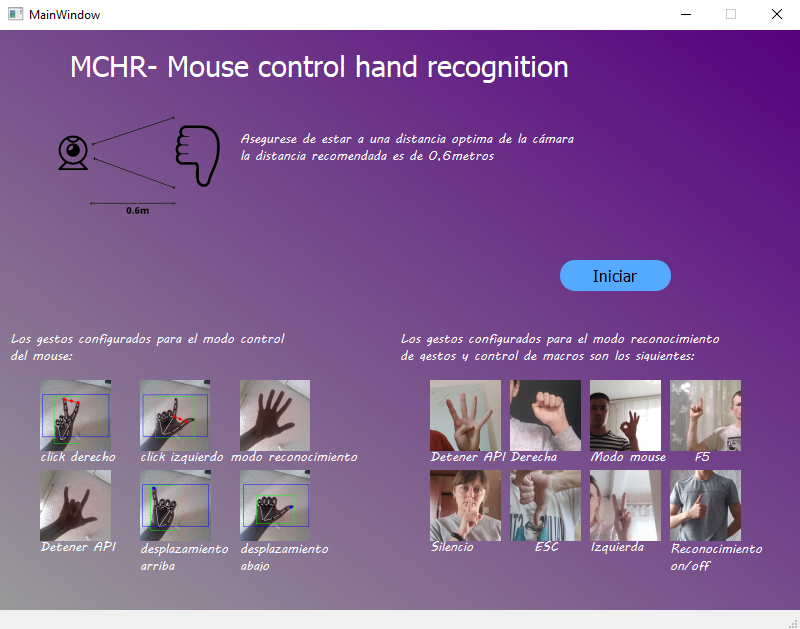 MainWindow
MCHR- Mouse control hand recognition
Asegurese de estar a una distancia optima de la cámara
la distancia recomendada es de 0,6metros
0.6m
Iniciar
Los gestos configurados para el modo control
del mouse:
Los gestos configurados para el modo reconocimiento
de gestos y control de macros son los siguientes:
click derecho
click izquierdo
modo reconocimiento
Detener API
Derecha
Modo mouse
F5
Detener API
desplazamiento
arriba
desplazamiento
abajo
Silencio
ESC
Izquierda
Reconocimiento
on/off